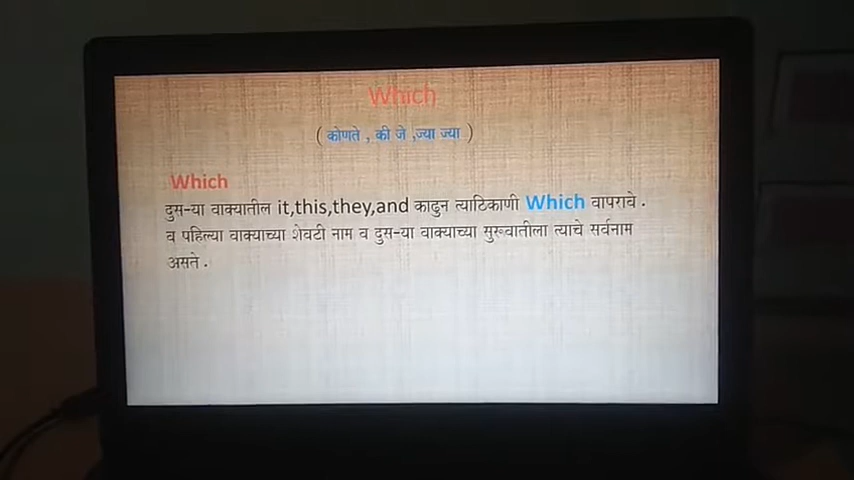 Which
( कोणते , की जे ,ज्या ज्या )
Which
दुस-या वाक्यातील it,this,they,and काढुन त्याटिकाणी Which वापरावे .
व पहिल्या वाक्याच्या शेवटी नाम व दुस-या वाक्याच्या सुरूवातीला त्याचे सर्वनाम
असते .